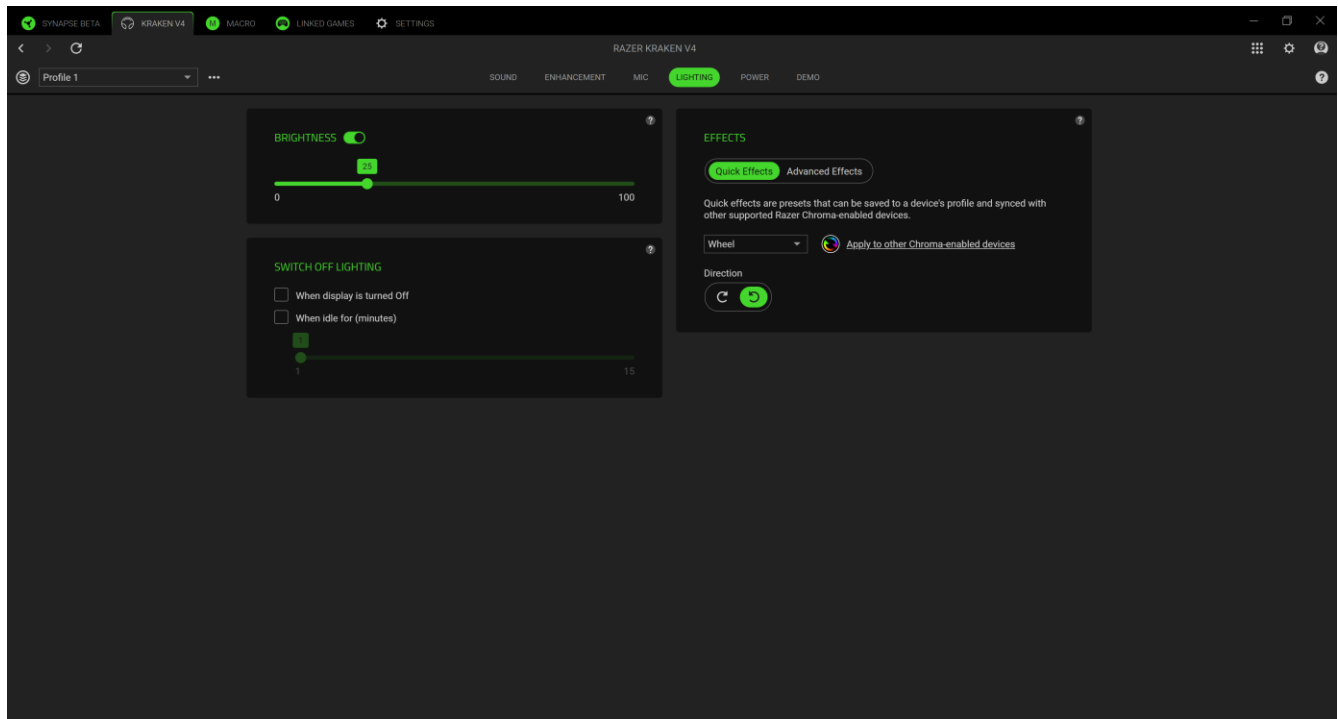 SYNAPSE BETA KRAKEN V4 MACRO LINKED GAMES SETTINGS
RAZER KRAKEN V4
Profile 1 SOUND ENHANCEMENT MIC LIGHTING POWER DEMO
BRIGHTNESS
25
0 100
SWITCH OFF LIGHTING
When display is turned Off
When idle for (minutes)
1
1 15
EFFECTS
Quick Effects Advanced Effects
Quick effects are presets that can be saved to a device's profile and synced with
other supported Razer Chroma-enabled devices.
Wheel Apply to other Chroma-enabled devices
Direction